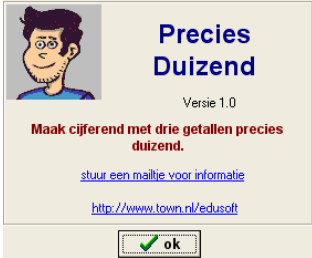 Precies
Duizend
Versie 1.0
Maak cijferend met drie getallen precies
duizend.
stuur een mailtje voor informatie
http://www.town.nl/edusoft
ok